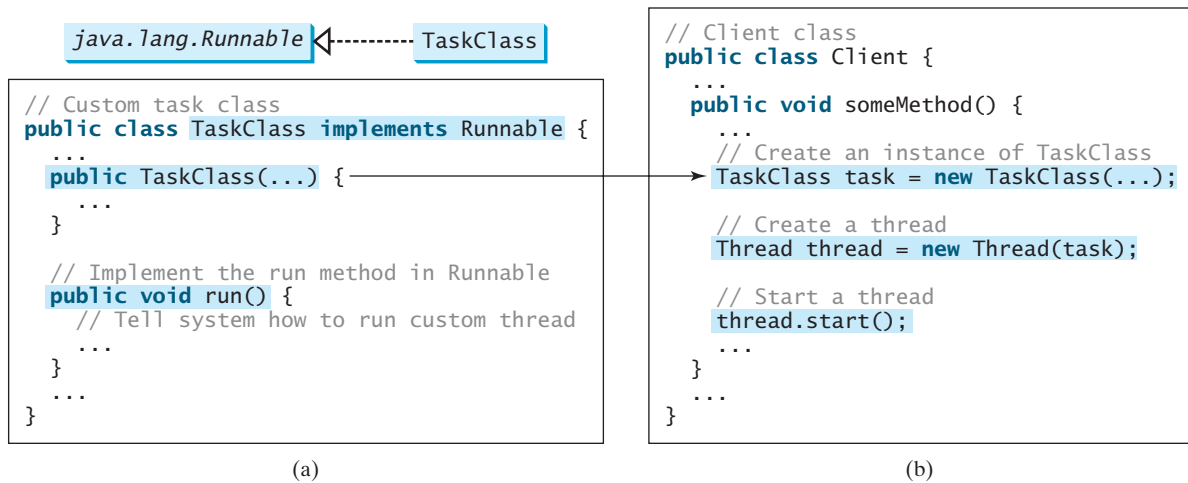 java.lang.Runnable
TaskClass
// Custom task class
public class TaskClass implements Runnable {
  ...
  public TaskClass(...) {
    ...
  }

  // Implement the run method in Runnable
  public void run() {
    // Tell system how to run custom thread
    ...
  }
  ...
}
(a)
// Client class
public class Client {
  ...
  public void someMethod() {
    ...
    // Create an instance of TaskClass
    TaskClass task = new TaskClass(...);

    // Create a thread
    Thread thread = new Thread(task);

    // Start a thread
    thread.start();
    ...
  }
  ...
}
(b)